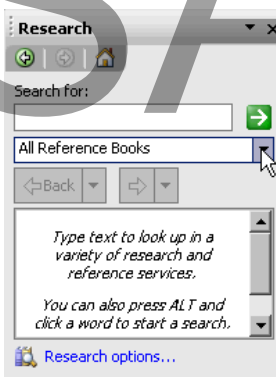 Research
Search for:
All Reference Books
Back
Type text to look up in a
variety of research and
reference services.
You can also press ALT and
click a word to start a search.
Research options...